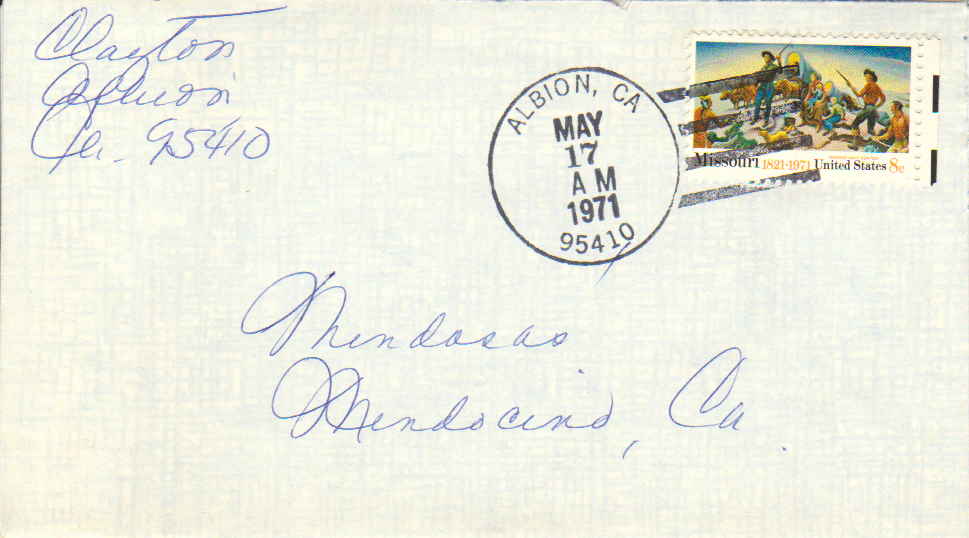 Clayton
Albion
Ca. 95410
ALBION, CA
MAY
17
AM
1971
95410
Missouri 1821-1971 United States 8c
Mendosas
Mendocino, Ca.